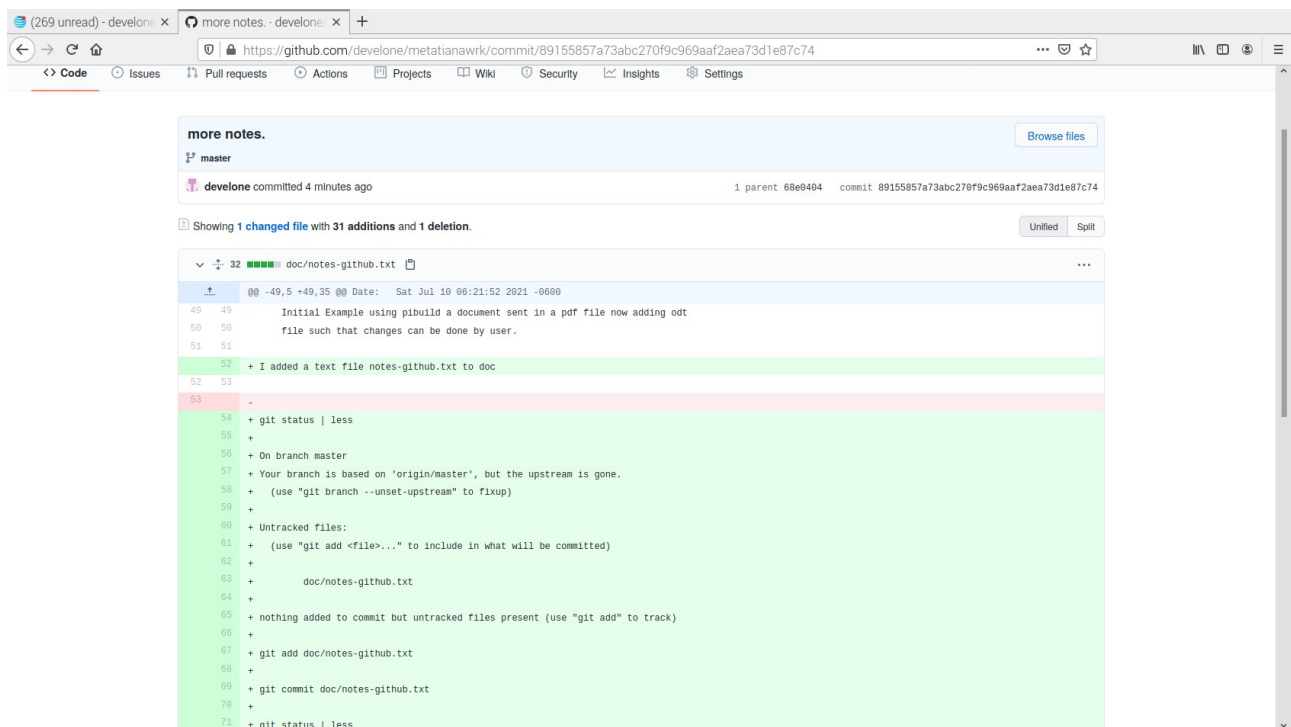 (269 unread) - develone
more notes. · develone/
https://github.com/develone/metatianawrk/commit/89155857a73abc270f9c969aaf2aea73d1e87c74
<> Code Issues Pull requests Actions Projects Wiki Security Insights Settings
more notes.
Browse files
master
develone committed 4 minutes ago
1 parent 68e0404 commit 89155857a73abc270f9c969aaf2aea73d1e87c74
Showing 1 changed file with 31 additions and 1 deletion.
Unified Split
32 doc/notes-github.txt
@@ -49,5 +49,35 @@ Date:   Sat Jul 10 06:21:52 2021 -0600
49 49 Initial Example using pibuild a document sent in a pdf file now adding odt
50 50 file such that changes can be done by user.
51 51
52 + I added a text file notes-github.txt to doc
52 53
53 -
54 + git status | less
55 +
56 + On branch master
57 + Your branch is based on 'origin/master', but the upstream is gone.
58 +   (use "git branch --unset-upstream" to fixup)
59 +
60 + Untracked files:
61 +   (use "git add <file>..." to include in what will be committed)
62 +
63 +         doc/notes-github.txt
64 +
65 + nothing added to commit but untracked files present (use "git add" to track)
66 +
67 + git add doc/notes-github.txt
68 +
69 + git commit doc/notes-github.txt
70 +
71 + git status | less